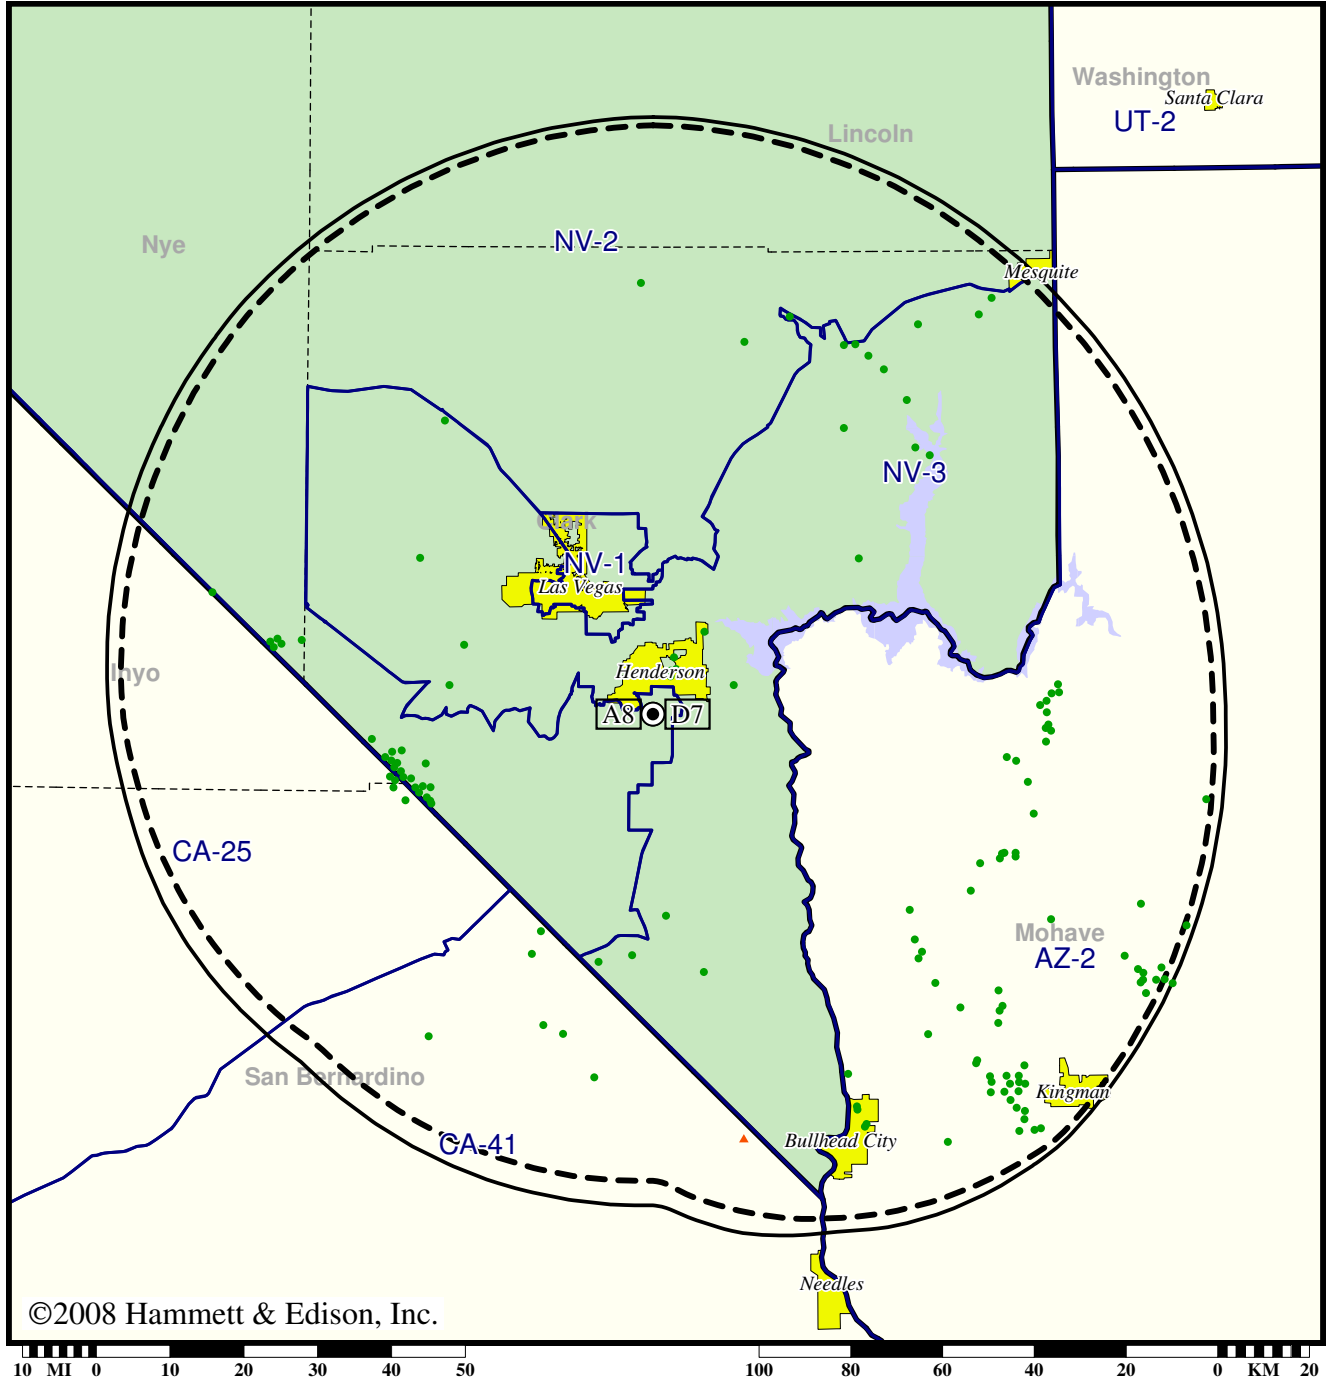 Washington
Santa Clara
UT-2
Lincoln
Nye
NV-2
Mesquite
NV-3
Clark
NV-1
Las Vegas
Henderson
Inyo
A8 D7
CA-25
Mohave
AZ-2
San Bernardino
Kingman
CA-41
Bullhead City
Needles
©2008 Hammett & Edison, Inc.
10 MI 0 10 20 30 40 50 100 80 60 40 20 0 KM 20